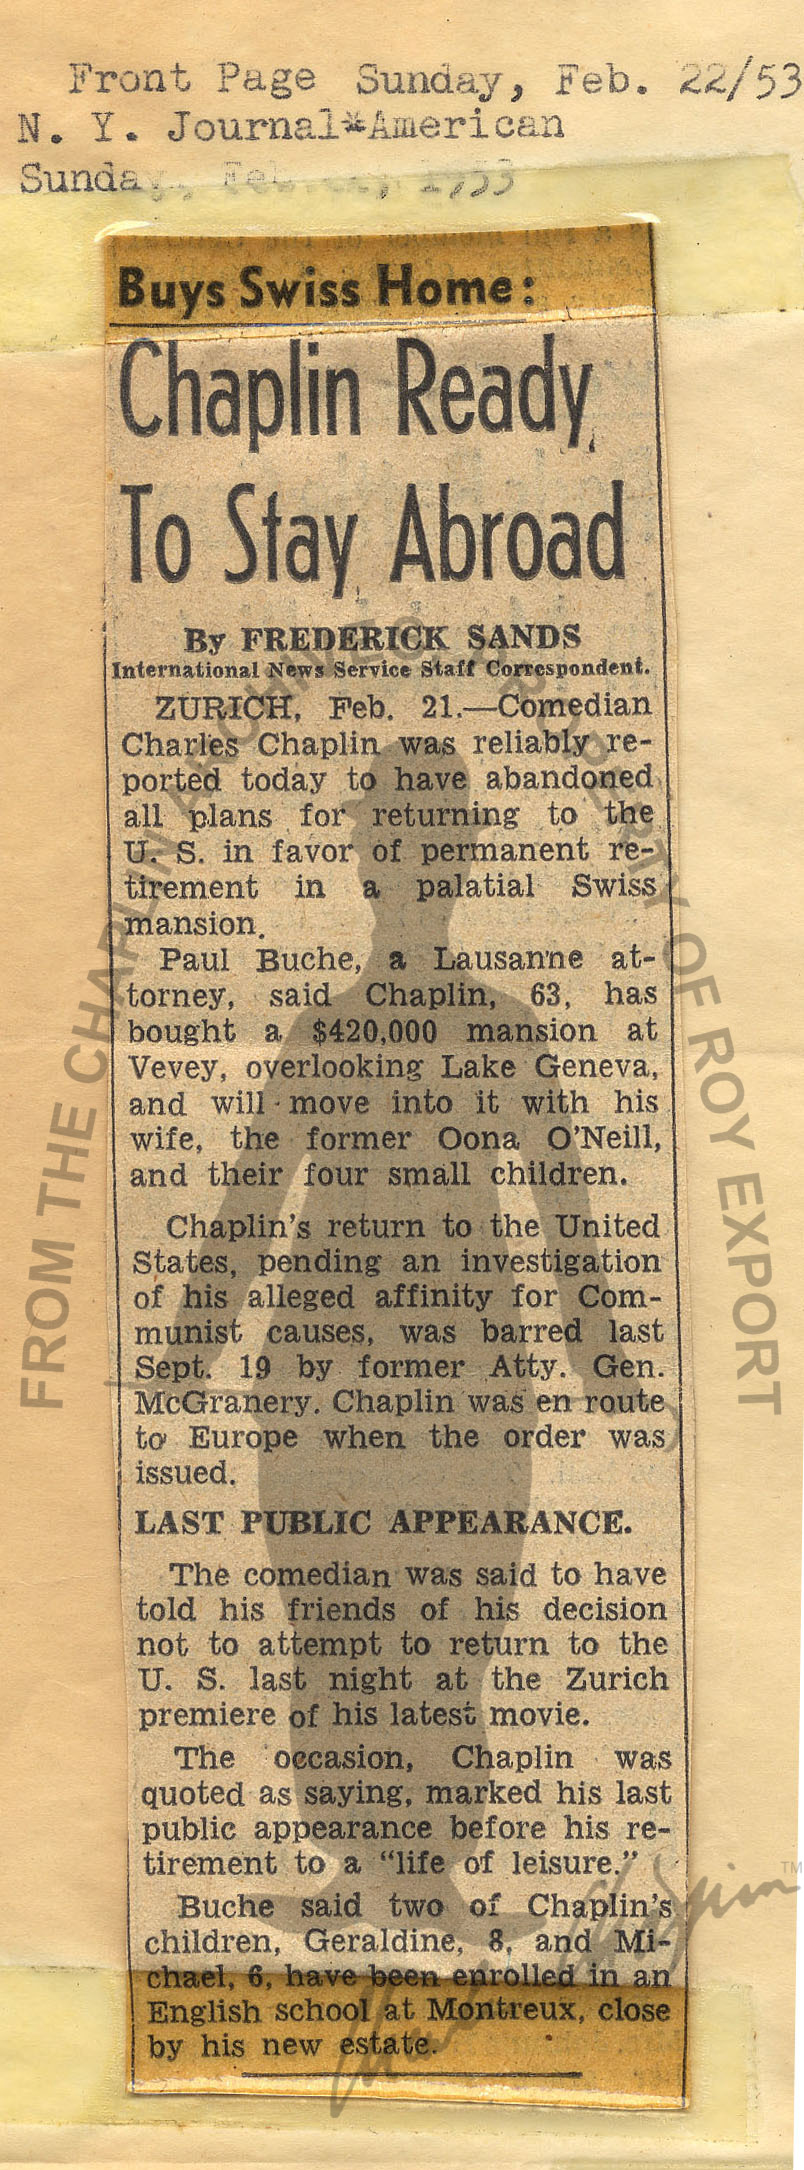 Front Page Sunday, Feb. 22/53
N. Y. Journal*American
Sunday, Feb. 22, 1953
Buys Swiss Home:
Chaplin Ready
To Stay Abroad
By FREDERICK SANDS
International News Service Staff Correspondent.
ZURICH, Feb. 21.—Comedian
Charles Chaplin was reliably re-
ported today to have abandoned
all plans for returning to the
U. S. in favor of permanent re-
tirement in a palatial Swiss
mansion.
Paul Buche, a Lausanne at-
torney, said Chaplin, 63, has
bought a $420,000 mansion at
Vevey, overlooking Lake Geneva,
and will move into it with his
wife, the former Oona O'Neill,
and their four small children.
Chaplin's return to the United
States, pending an investigation
of his alleged affinity for Com-
munist causes, was barred last
Sept. 19 by former Atty. Gen.
McGranery. Chaplin was en route
to Europe when the order was
issued.
LAST PUBLIC APPEARANCE.
The comedian was said to have
told his friends of his decision
not to attempt to return to the
U. S. last night at the Zurich
premiere of his latest movie.
The occasion, Chaplin was
quoted as saying, marked his last
public appearance before his re-
tirement to a "life of leisure."
Buche said two of Chaplin's
children, Geraldine, 8, and Mi-
chael, 6, have been enrolled in an
English school at Montreux, close
by his new estate.
FROM THE CHAPLIN ARCHIVES
PROPERTY OF ROY EXPORT
TM